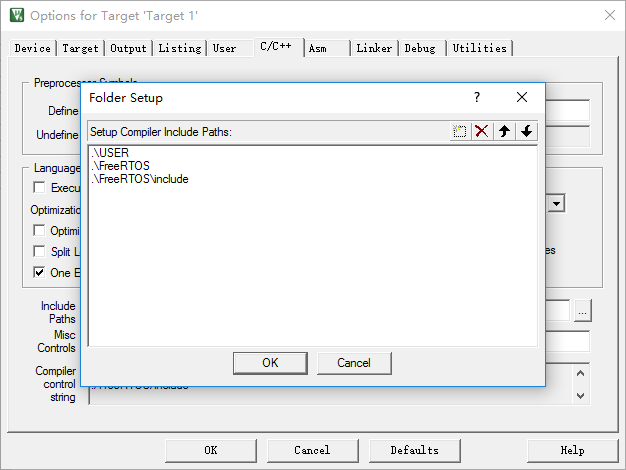 Options for Target 'Target 1'
Device Target Output Listing User C/C++ Asm Linker Debug Utilities
Preprocessor Symbols
Define
Undefine
Folder Setup
Setup Compiler Include Paths:
.\USER
.\FreeRTOS
.\FreeRTOS\include
OK Cancel
Language
Execu
Optimizatio
Optimi
Split L
One E
es
Include
Paths
...
Misc
Controls
Compiler
control
string
./FreeRTOS/include
OK Cancel Defaults Help